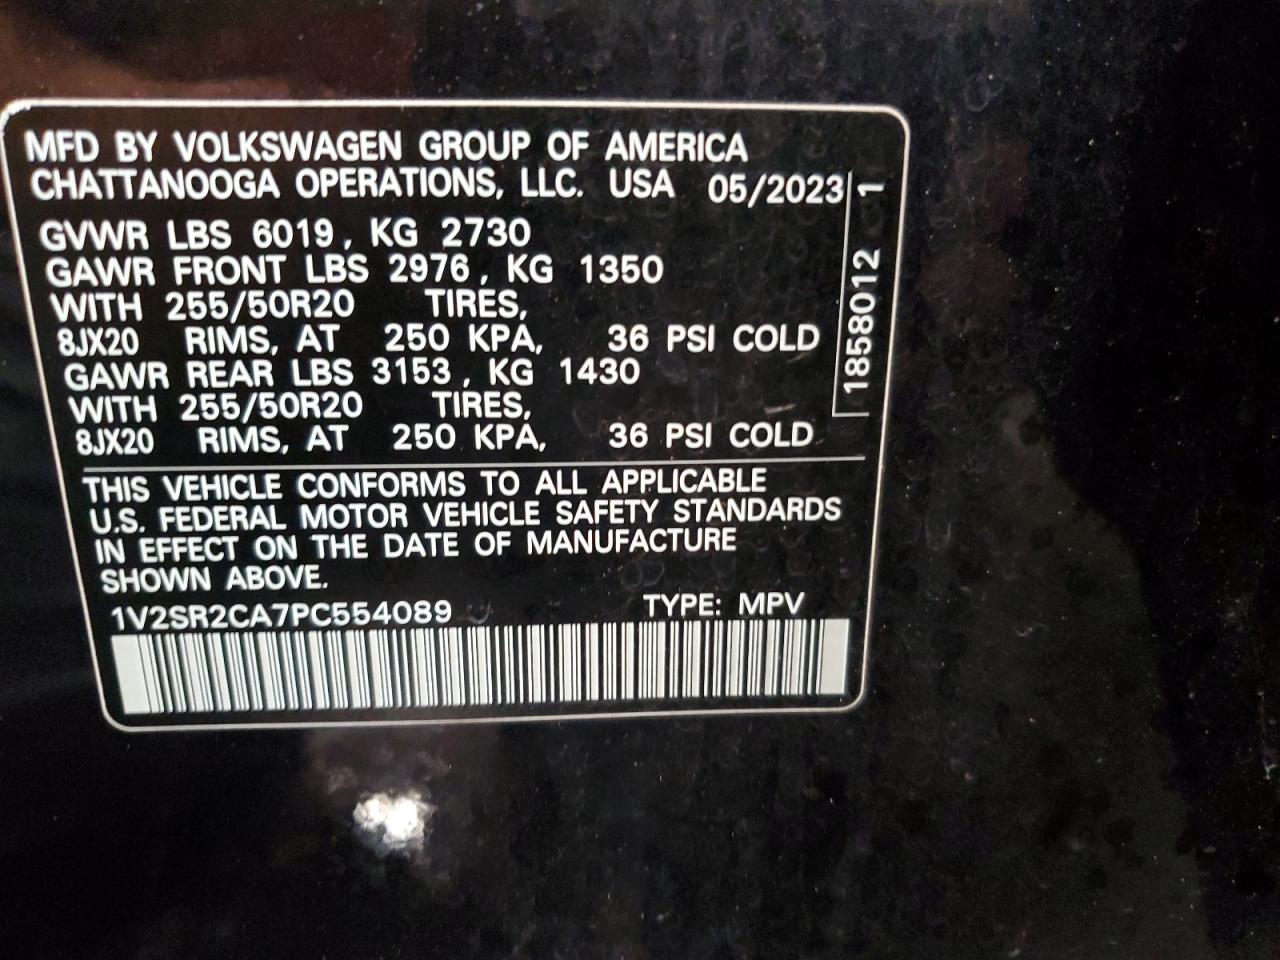 MFD BY VOLKSWAGEN GROUP OF AMERICA
CHATTANOOGA OPERATIONS, LLC. USA 05/2023
GVWR LBS 6019, KG 2730
GAWR FRONT LBS 2976, KG 1350
WITH 255/50R20 TIRES,
8JX20 RIMS, AT 250 KPA, 36 PSI COLD
GAWR REAR LBS 3153, KG 1430
WITH 255/50R20 TIRES,
8JX20 RIMS, AT 250 KPA, 36 PSI COLD
1858012 1
THIS VEHICLE CONFORMS TO ALL APPLICABLE
U.S. FEDERAL MOTOR VEHICLE SAFETY STANDARDS
IN EFFECT ON THE DATE OF MANUFACTURE
SHOWN ABOVE.
1V2SR2CA7PC554089 TYPE: MPV